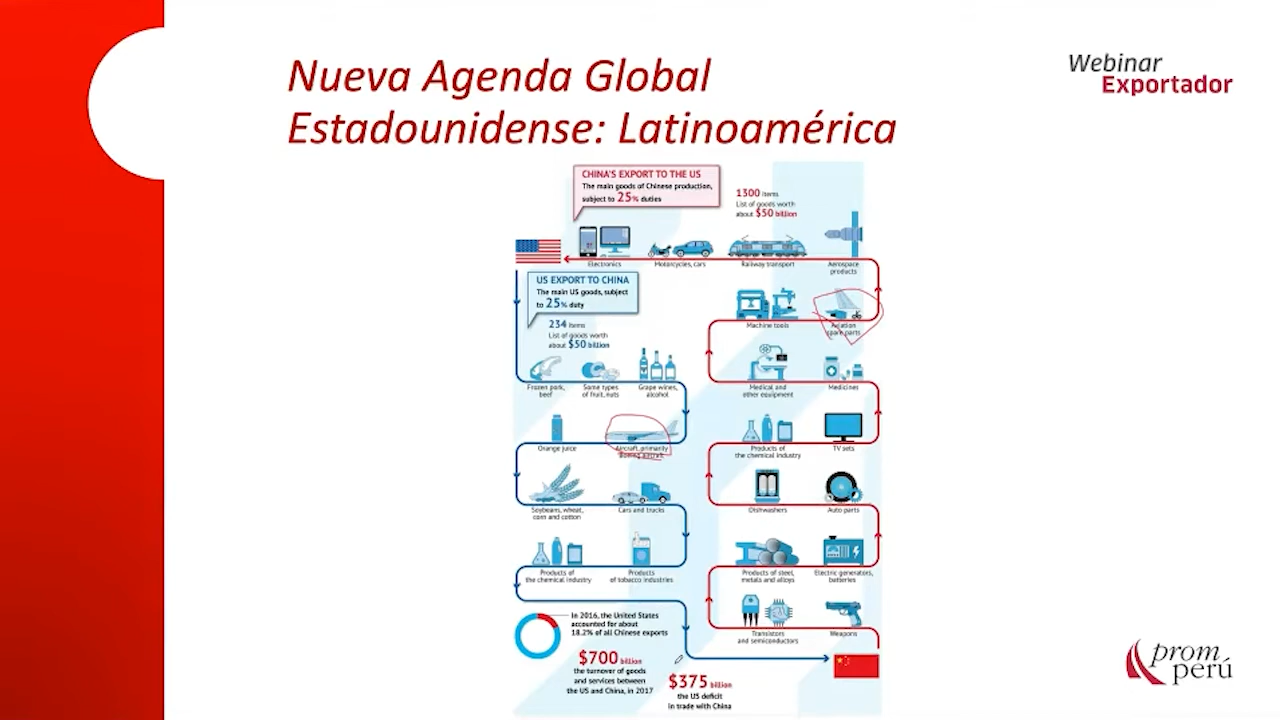 Nueva Agenda Global
Estadounidense: Latinoamérica
Webinar
Exportador
CHINA'S EXPORT TO THE US
The main goods of Chinese production,
subject to 25% duties
1300 items
List of goods worth
about $50 billion
Electronics
Motorcycles, cars
Railway transport
Aerospace
products
US EXPORT TO CHINA
The main US goods, subject
to 25% duty
234 items
List of goods worth
about $50 billion
Machine tools
Aviation
spare parts
Frozen pork,
beef
Some types
of fruit, nuts
Grape wines,
alcohol
Medical and
other equipment
Medicines
Orange juice
Aircraft, primarily
Boeing aircraft
Products of
the chemical industry
TV sets
Soybeans, wheat,
corn and cotton
Cars and trucks
Dishwashers
Auto parts
Products of
the chemical industry
Products
of tobacco industries
Products of steel,
metals and alloys
Electric generators,
batteries
Transistors
and semiconductors
Weapons
In 2016, the United States
accounted for about
18.2% of all Chinese exports
$700 billion
the turnover of goods
and services between
the US and China, in 2017
$375 billion
the US deficit
in trade with China
prom
perú